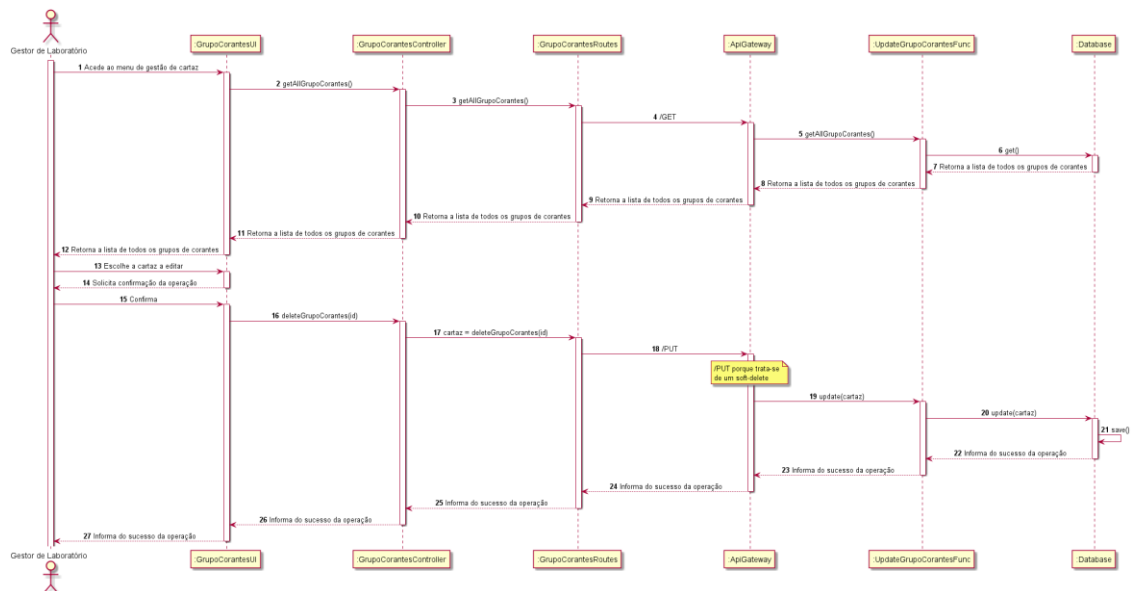 Gestor de Laboratório
:GrupoCorantesUI
:GrupoCorantesController
:GrupoCorantesRoutes
:ApiGateway
:UpdateGrupoCorantesFunc
:Database
1 Acede ao menu de gestão de cartaz
2 getAllGrupoCorantes()
3 getAllGrupoCorantes()
4 /GET
5 getAllGrupoCorantes()
6 get()
7 Retorna a lista de todos os grupos de corantes
8 Retorna a lista de todos os grupos de corantes
9 Retorna a lista de todos os grupos de corantes
10 Retorna a lista de todos os grupos de corantes
11 Retorna a lista de todos os grupos de corantes
12 Retorna a lista de todos os grupos de corantes
13 Escolhe a cartaz a editar
14 Solicita confirmação da operação
15 Confirma
16 deleteGrupoCorantes(id)
17 cartaz = deleteGrupoCorantes(id)
18 /PUT
/PUT porque trata-se
de um soft-delete
19 update(cartaz)
20 update(cartaz)
21 save()
22 Informa do sucesso da operação
23 Informa do sucesso da operação
24 Informa do sucesso da operação
25 Informa do sucesso da operação
26 Informa do sucesso da operação
27 Informa do sucesso da operação
Gestor de Laboratório
:GrupoCorantesUI
:GrupoCorantesController
:GrupoCorantesRoutes
:ApiGateway
:UpdateGrupoCorantesFunc
:Database